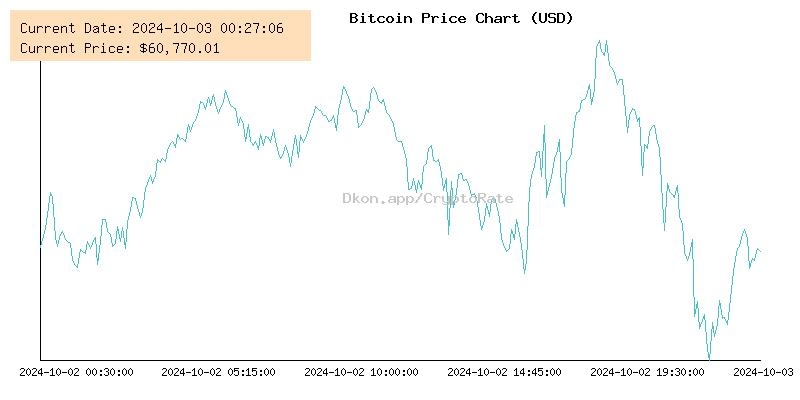 Bitcoin Price Chart (USD)
Current Date: 2024-10-03 00:27:06
Current Price: $60,770.01
Dkon.app/CryptoRate
2024-10-02 00:30:00 2024-10-02 05:15:00 2024-10-02 10:00:00 2024-10-02 14:45:00 2024-10-02 19:30:00 2024-10-03